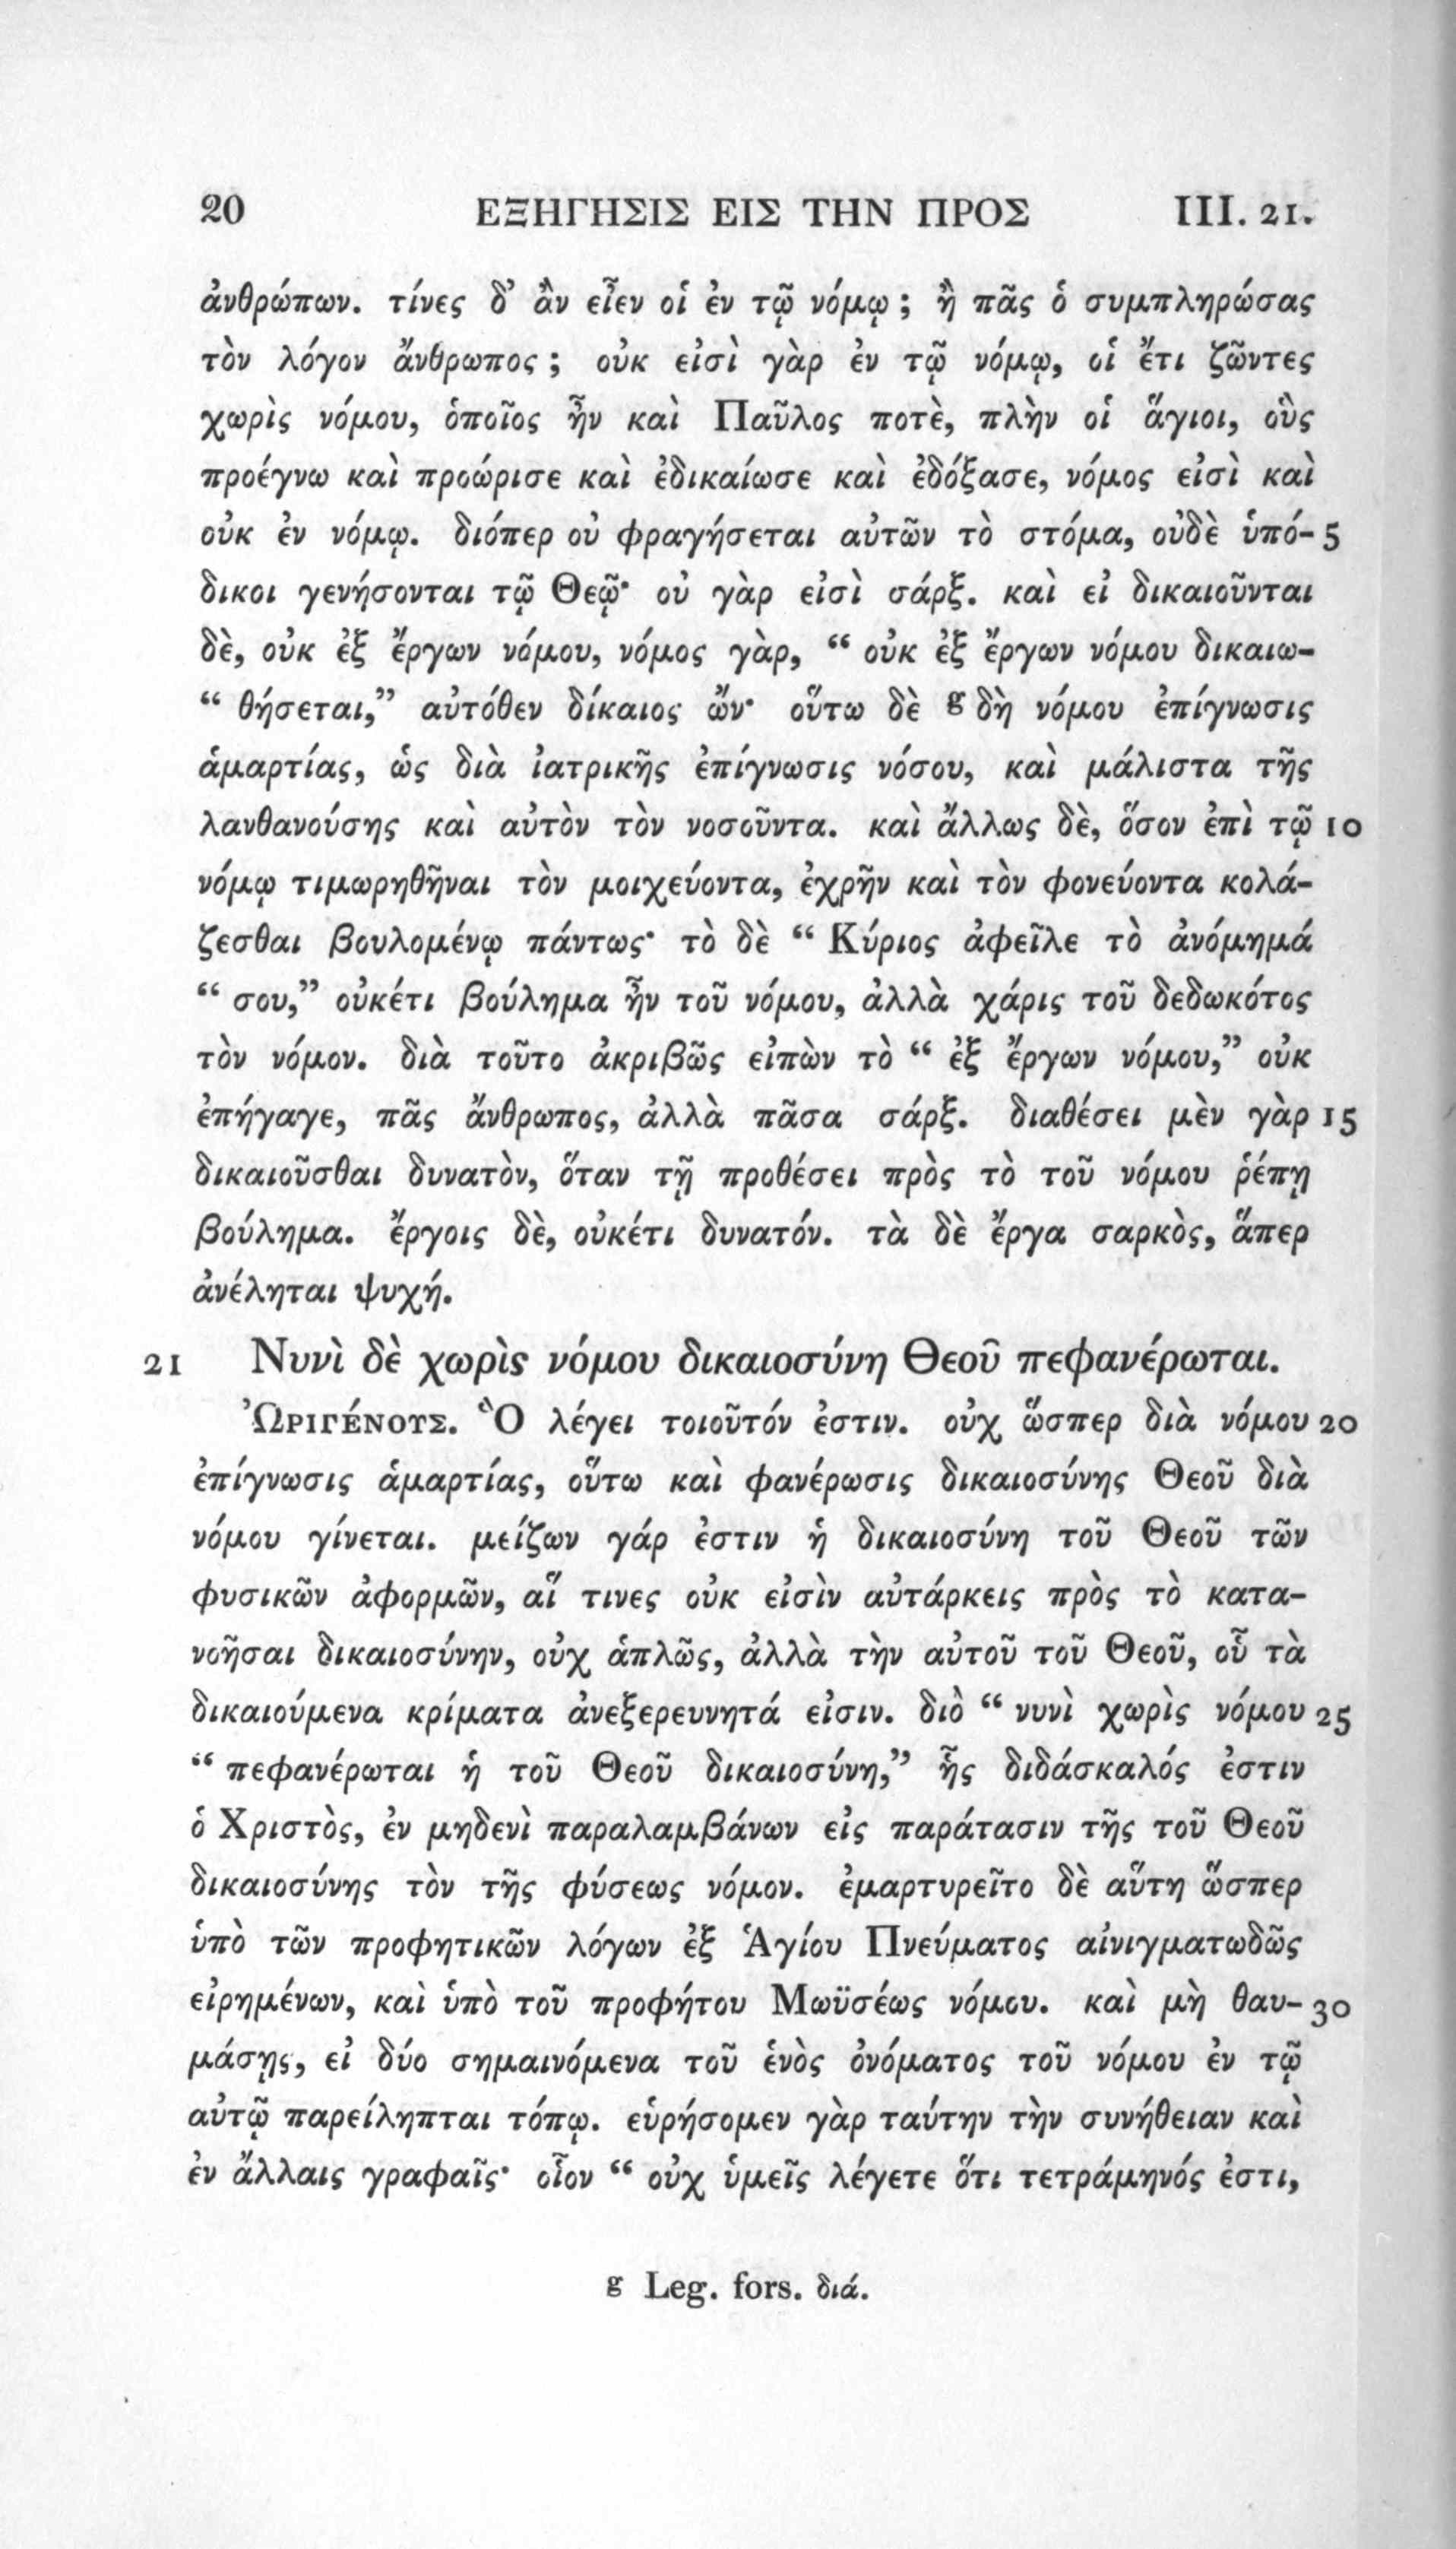 20 ΕΞΗΓΗΣΙΣ ΕΙΣ ΤΗΝ ΠΡΟΣ III. 21.
ἀνθρώπων. τίνες δ’ ἂν εἶεν οἱ ἐν τῷ νόμῳ ; ἢ πᾶς ὁ συμπληρώσας
τὸν λόγον ἄνθρωπος ; οὐκ εἰσὶ γὰρ ἐν τῷ νόμῳ, οἱ ἔτι ζῶντες
χωρὶς νόμου, ὁποῖος ἦν καὶ Παῦλος ποτὲ, πλὴν οἱ ἅγιοι, οὓς
προέγνω καὶ προώρισε καὶ ἐδικαίωσε καὶ ἐδόξασε, νόμος εἰσὶ καὶ
οὐκ ἐν νόμῳ. διόπερ οὐ φραγήσεται αὐτῶν τὸ στόμα, οὐδὲ ὑπό- 5
δικοι γενήσονται τῷ Θεῷ· οὐ γὰρ εἰσὶ σάρξ. καὶ εἰ δικαιοῦνται
δὲ, οὐκ ἐξ ἔργων νόμου, νόμος γὰρ, “ οὐκ ἐξ ἔργων νόμου δικαιω-
“ θήσεται,” αὐτόθεν δίκαιος ὤν· οὕτω δὲ g δὴ νόμου ἐπίγνωσις
ἁμαρτίας, ὡς διὰ ἰατρικῆς ἐπίγνωσις νόσου, καὶ μάλιστα τῆς
λανθανούσης καὶ αὐτὸν τὸν νοσοῦντα. καὶ ἄλλως δὲ, ὅσον ἐπὶ τῷ 10
νόμῳ τιμωρηθῆναι τὸν μοιχεύοντα, ἐχρῆν καὶ τὸν φονεύοντα κολά-
ζεσθαι βουλομένῳ πάντως· τὸ δὲ “ Κύριος ἀφεῖλε τὸ ἀνόμημά
“ σου,” οὐκέτι βούλημα ἦν τοῦ νόμου, ἀλλὰ χάρις τοῦ δεδωκότος
τὸν νόμον. διὰ τοῦτο ἀκριβῶς εἰπὼν τὸ “ ἐξ ἔργων νόμου,” οὐκ
ἐπήγαγε, πᾶς ἄνθρωπος, ἀλλὰ πᾶσα σάρξ. διαθέσει μὲν γὰρ 15
δικαιοῦσθαι δυνατὸν, ὅταν τῇ προθέσει πρὸς τὸ τοῦ νόμου ῥέπῃ
βούλημα. ἔργοις δὲ, οὐκέτι δυνατόν. τὰ δὲ ἔργα σαρκὸς, ἅπερ
ἀνέληται ψυχή.
21 Νυνὶ δὲ χωρὶς νόμου δικαιοσύνη Θεοῦ πεφανέρωται.
ὨΡΙΓΈΝΟΥΣ. Ὃ λέγει τοιοῦτόν ἐστιν. οὐχ ὥσπερ διὰ νόμου 20
ἐπίγνωσις ἁμαρτίας, οὕτω καὶ φανέρωσις δικαιοσύνης Θεοῦ διὰ
νόμου γίνεται. μείζων γάρ ἐστιν ἡ δικαιοσύνη τοῦ Θεοῦ τῶν
φυσικῶν ἀφορμῶν, αἵ τινες οὐκ εἰσὶν αὐτάρκεις πρὸς τὸ κατα-
νοῆσαι δικαιοσύνην, οὐχ ἁπλῶς, ἀλλὰ τὴν αὐτοῦ τοῦ Θεοῦ, οὗ τὰ
δικαιούμενα κρίματα ἀνεξερευνητά εἰσιν. διὸ “ νυνὶ χωρὶς νόμου 25
“ πεφανέρωται ἡ τοῦ Θεοῦ δικαιοσύνη,” ἧς διδάσκαλός ἐστιν
ὁ Χριστὸς, ἐν μηδενὶ παραλαμβάνων εἰς παράτασιν τῆς τοῦ Θεοῦ
δικαιοσύνης τὸν τῆς φύσεως νόμον. ἐμαρτυρεῖτο δὲ αὕτη ὥσπερ
ὑπὸ τῶν προφητικῶν λόγων ἐξ Ἁγίου Πνεύματος αἰνιγματωδῶς
εἰρημένων, καὶ ὑπὸ τοῦ προφήτου Μωϋσέως νόμου. καὶ μὴ θαυ- 30
μάσῃς, εἰ δύο σημαινόμενα τοῦ ἑνὸς ὀνόματος τοῦ νόμου ἐν τῷ
αὐτῷ παρείληπται τόπῳ. εὑρήσομεν γὰρ ταύτην τὴν συνήθειαν καὶ
ἐν ἄλλαις γραφαῖς· οἷον “ οὐχ ὑμεῖς λέγετε ὅτι τετράμηνός ἐστι,
g Leg. fors. διά.